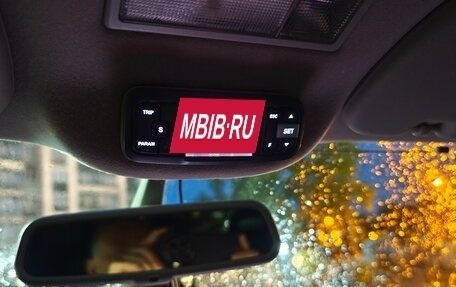 TRIP
ESC ▲
S
MBIB·RU
SET
PARAM
F ▼